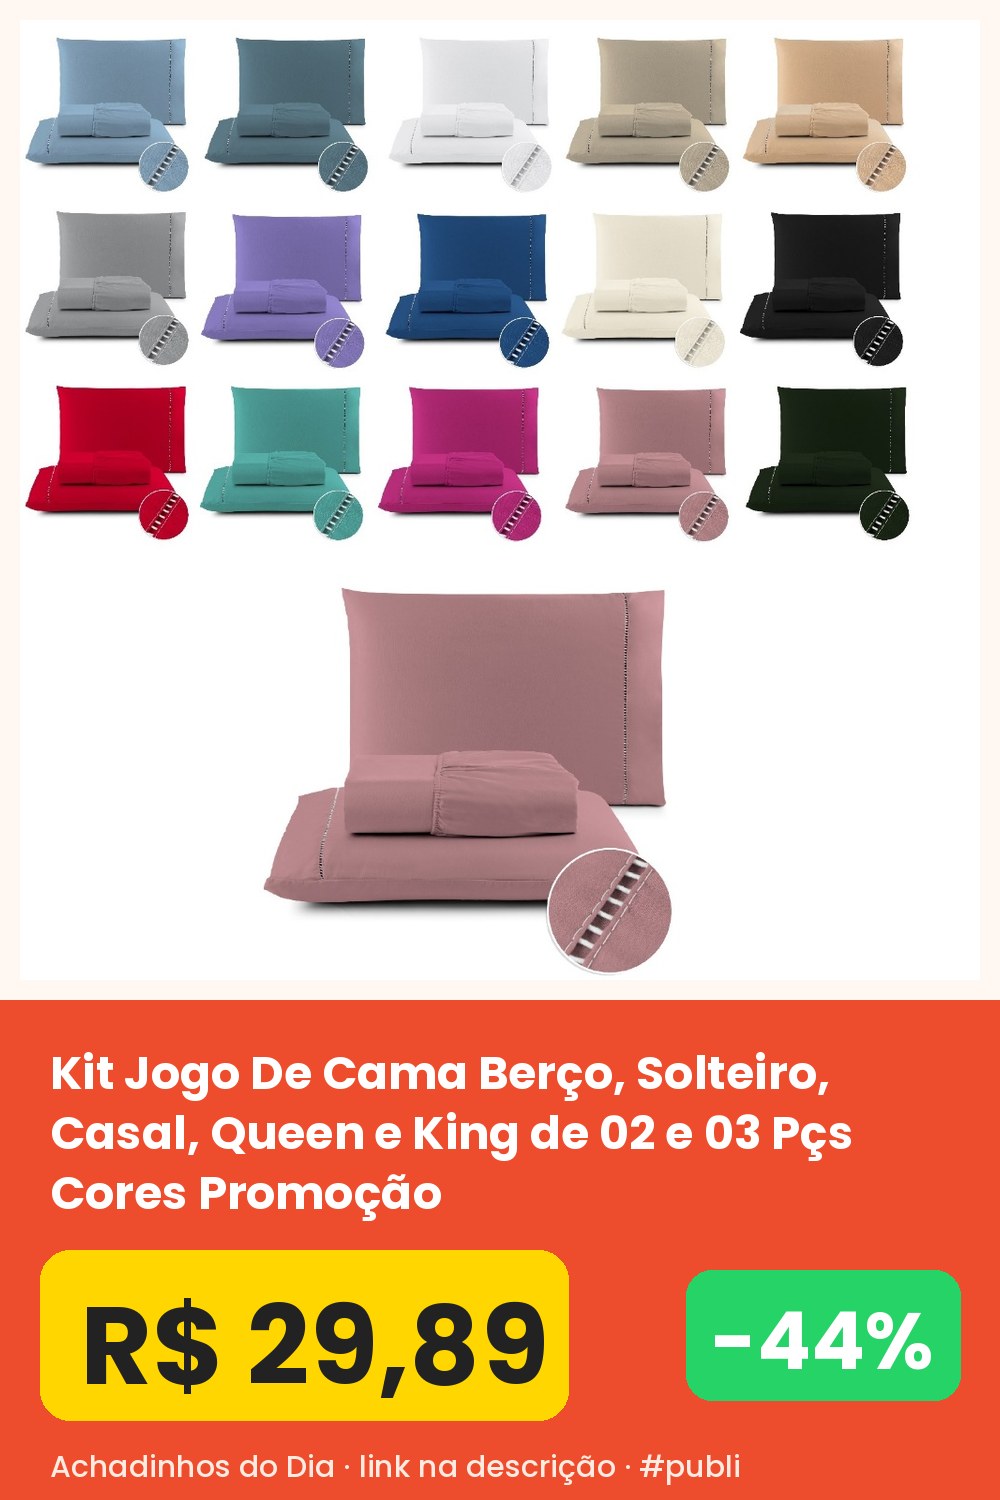 Kit Jogo De Cama Berço, Solteiro,
Casal, Queen e King de 02 e 03 Pçs
Cores Promoção
R$ 29,89
-44%
Achadinhos do Dia · link na descrição · #publi